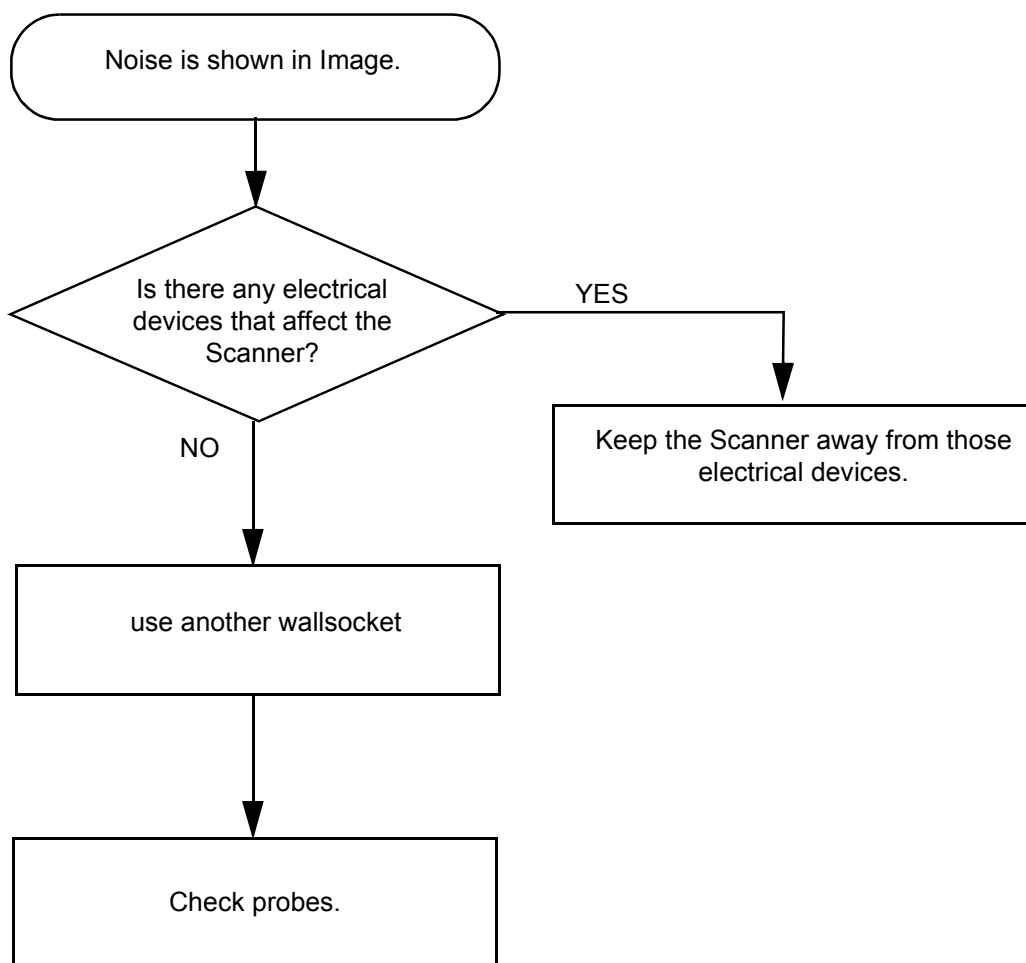 Noise is shown in Image.
Is there any electrical
devices that affect the
Scanner?
YES
Keep the Scanner away from those
electrical devices.
NO
use another wallsocket
Check probes.